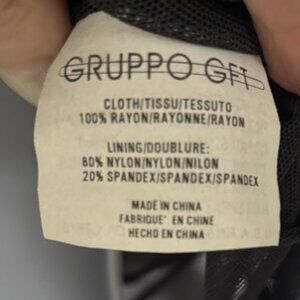 GRUPPO GFT
CLOTH/TISSU/TESSUTO
100% RAYON/RAYONNE/RAYON
LINING/DOUBLURE:
80% NYLON/NYLON/NILON
20% SPANDEX/SPANDEX/SPANDEX
MADE IN CHINA
FABRIQUE' EN CHINE
HECHO EN CHINA